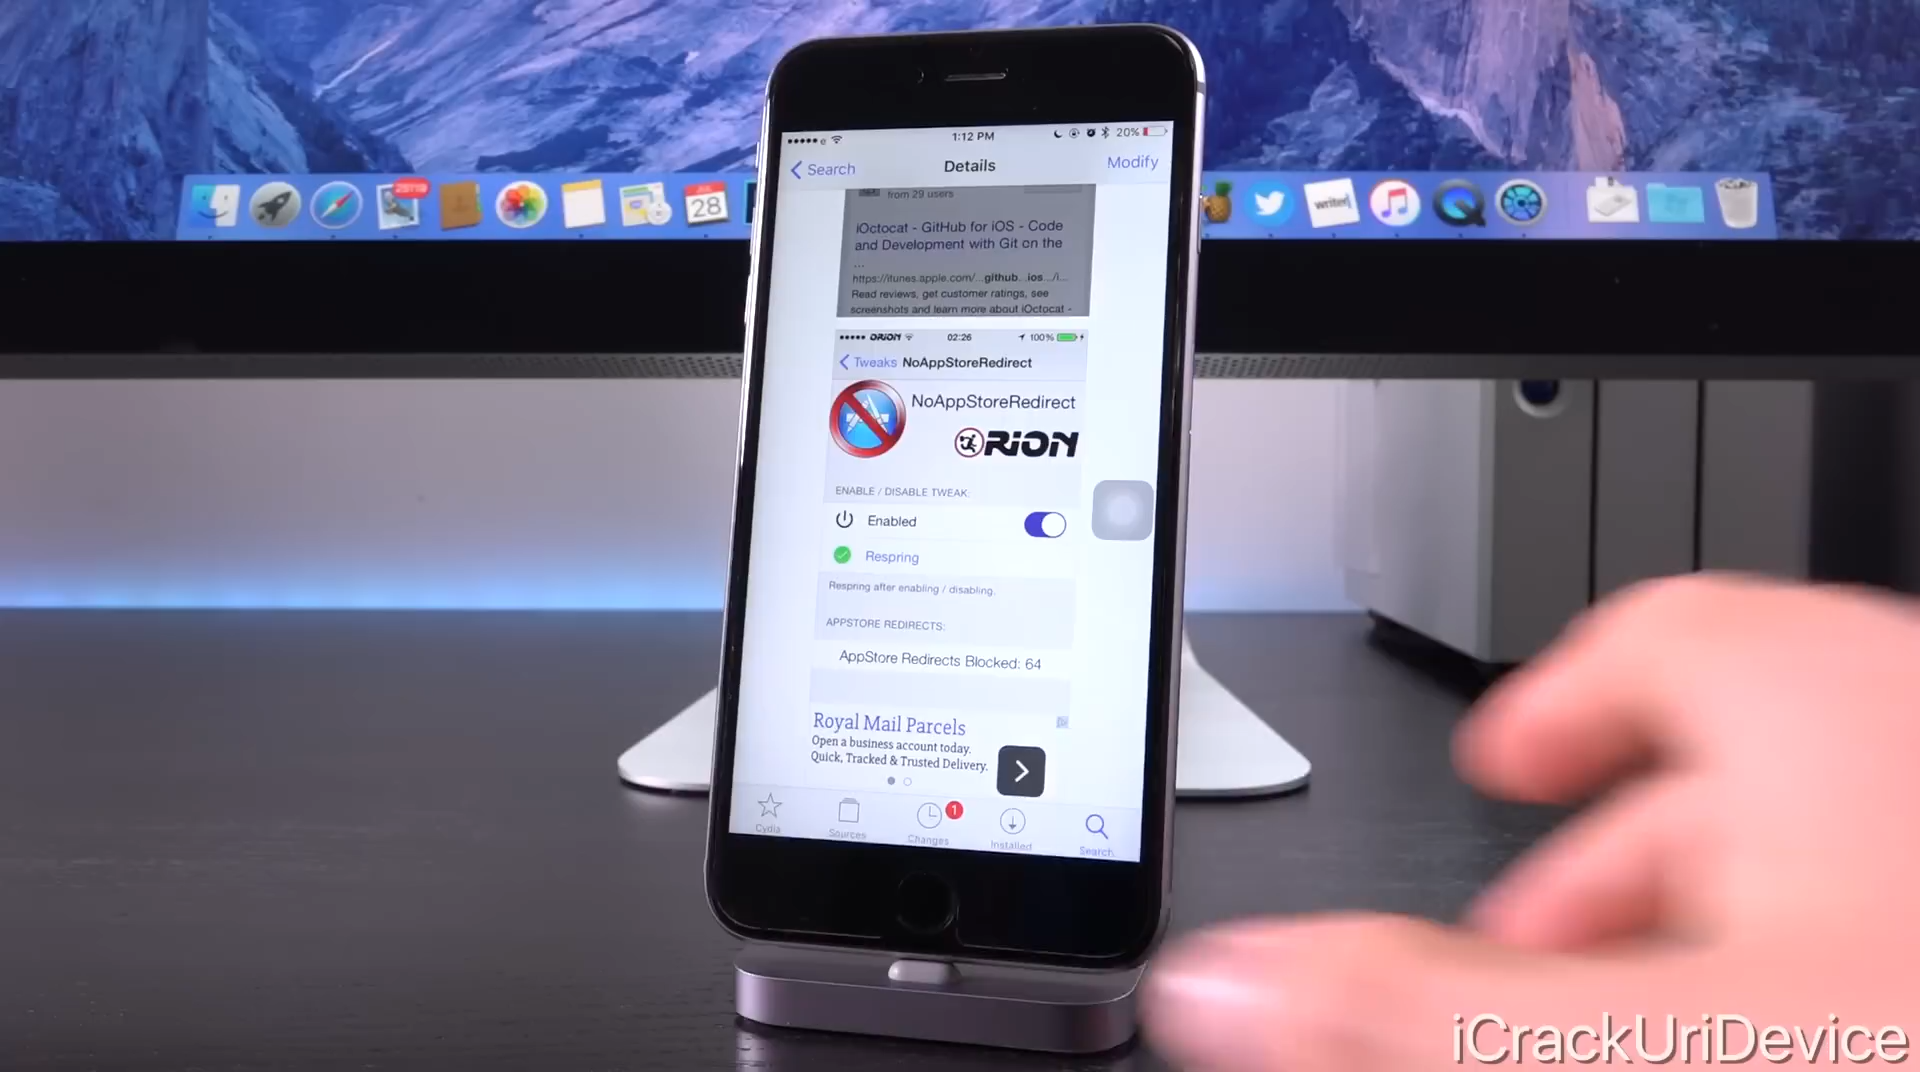 1:12 PM
20%
Search
Details
Modify
from 29 users
iOctocat - GitHub for iOS - Code
and Development with Git on the
...
https://itunes.apple.com/...github...ios.../i...
Read reviews, get customer ratings, see
screenshots and learn more about iOctocat -
ORION
02:26
100%
Tweaks
NoAppStoreRedirect
NoAppStoreRedirect
ORION
ENABLE / DISABLE TWEAK:
Enabled
Respring
Respring after enabling / disabling.
APPSTORE REDIRECTS:
AppStore Redirects Blocked: 64
Royal Mail Parcels
Open a business account today.
Quick, Tracked & Trusted Delivery.
Cydia
Sources
1
Changes
Installed
Search
JUL
28
writer
iCrackUriDevice